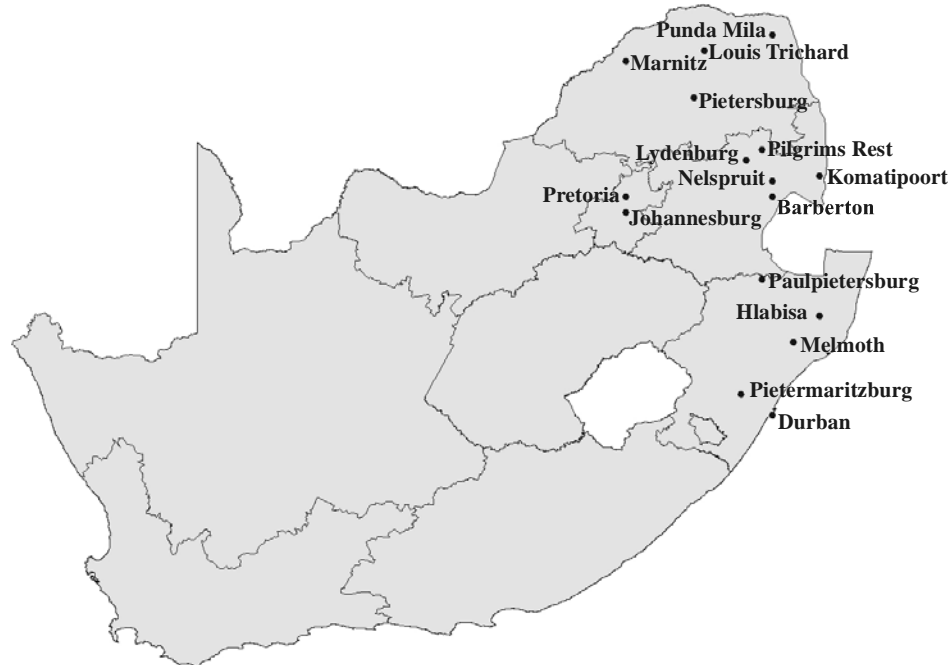 Punda Mila
Louis Trichard
Marnitz
Pietersburg
Pilgrims Rest
Lydenburg
Nelspruit
Komatipoort
Pretoria
Barberton
Johannesburg
Paulpietersburg
Hlabisa
Melmoth
Pietermaritzburg
Durban